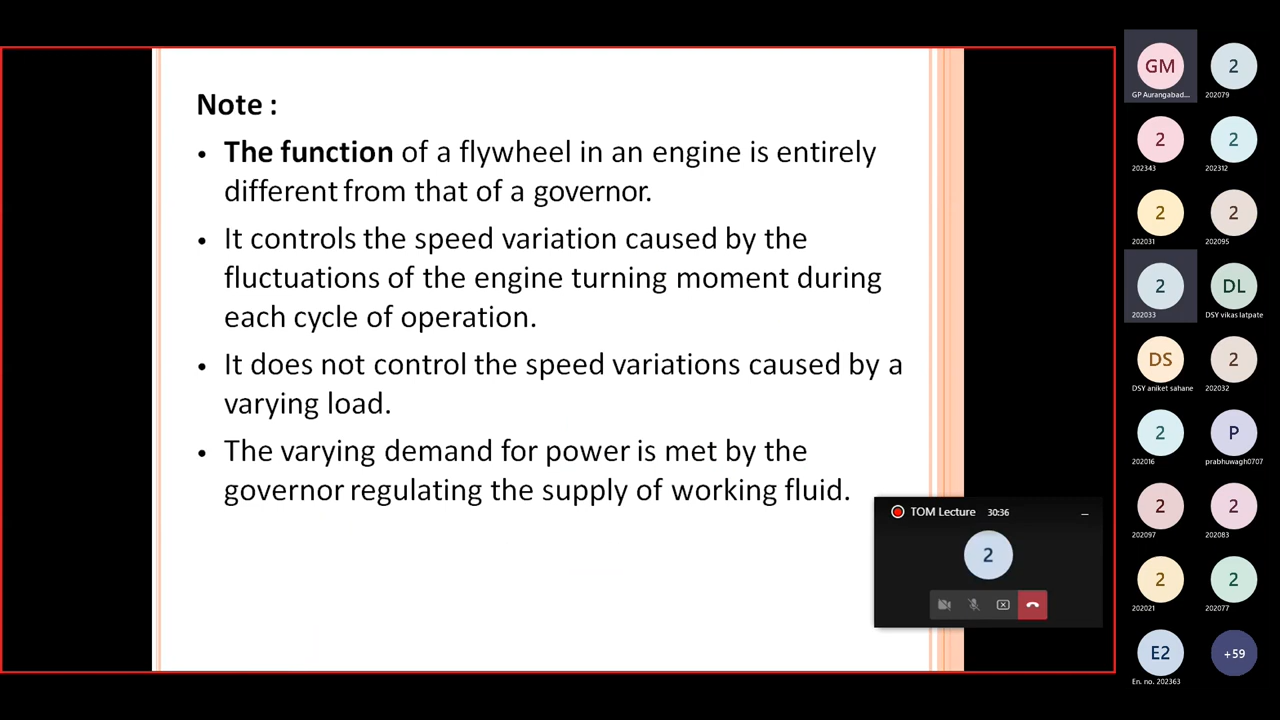 Note :
• The function of a flywheel in an engine is entirely
different from that of a governor.
• It controls the speed variation caused by the
fluctuations of the engine turning moment during
each cycle of operation.
• It does not control the speed variations caused by a
varying load.
• The varying demand for power is met by the
governor regulating the supply of working fluid.
TOM Lecture 30:36
2
GM 2
GP Aurangabad... 202079
2 2
202343 202312
2 2
202031 202095
2 DL
202033 DSY vikas latpate
DS 2
DSY aniket sahane 202032
2 P
202016 prabhuwagh0707
2 2
202097 202083
2 2
202021 202077
E2 +59
En. no. 202363